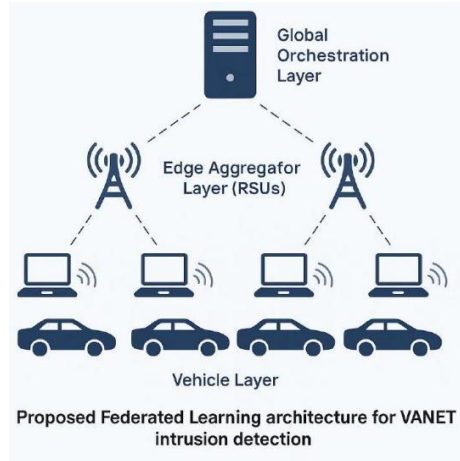 Global
Orchestration
Layer
Edge Aggregafor
Layer (RSUs)
Vehicle Layer
Proposed Federated Learning architecture for VANET
intrusion detection